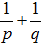 1/p + 1/q